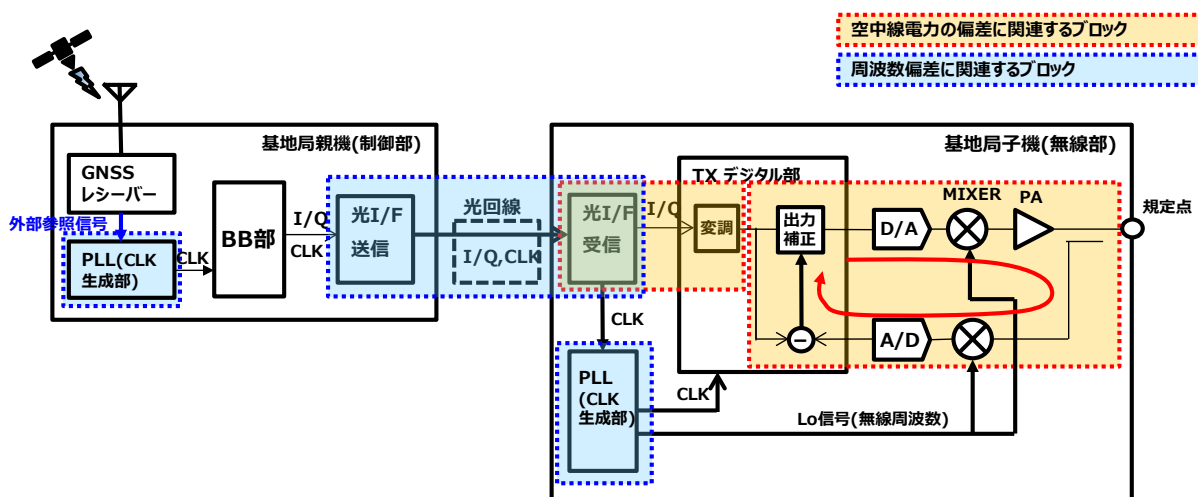 空中線電力の偏差に関連するブロック
周波数偏差に関連するブロック
基地局親機(制御部)
基地局子機(無線部)
GNSS
レシーバー
外部参照信号
PLL(CLK
生成部)
CLK
BB部
I/Q
CLK
光I/F
送信
光回線
I/Q,CLK
光I/F
受信
I/Q
TX デジタル部
変調
出力
補正
D/A
MIXER
PA
規定点
−
A/D
CLK
PLL
(CLK
生成部)
CLK
Lo信号(無線周波数)